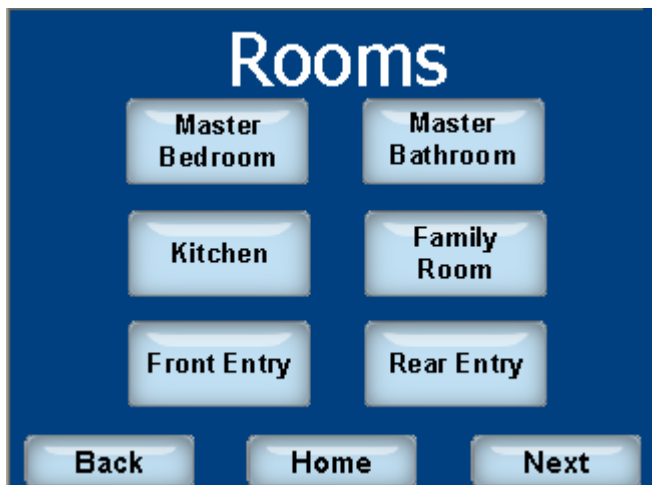 Rooms
Master
Bedroom
Master
Bathroom
Kitchen
Family
Room
Front Entry
Rear Entry
Back
Home
Next